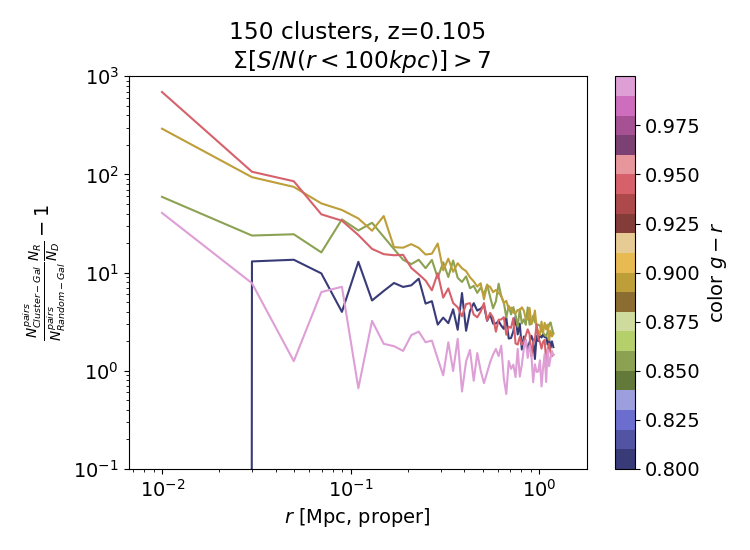 150 clusters, z=0.105
Σ[S/N(r < 100kpc)] > 7
10³
10²
10¹
10⁰
10⁻¹
10⁻²
10⁻¹
10⁰
r [Mpc, proper]
N^{pairs}_{Cluster−Gal} N_R
N^{pairs}_{Random−Gal} N_D
− 1
0.975
0.950
0.925
0.900
0.875
0.850
0.825
0.800
color g − r